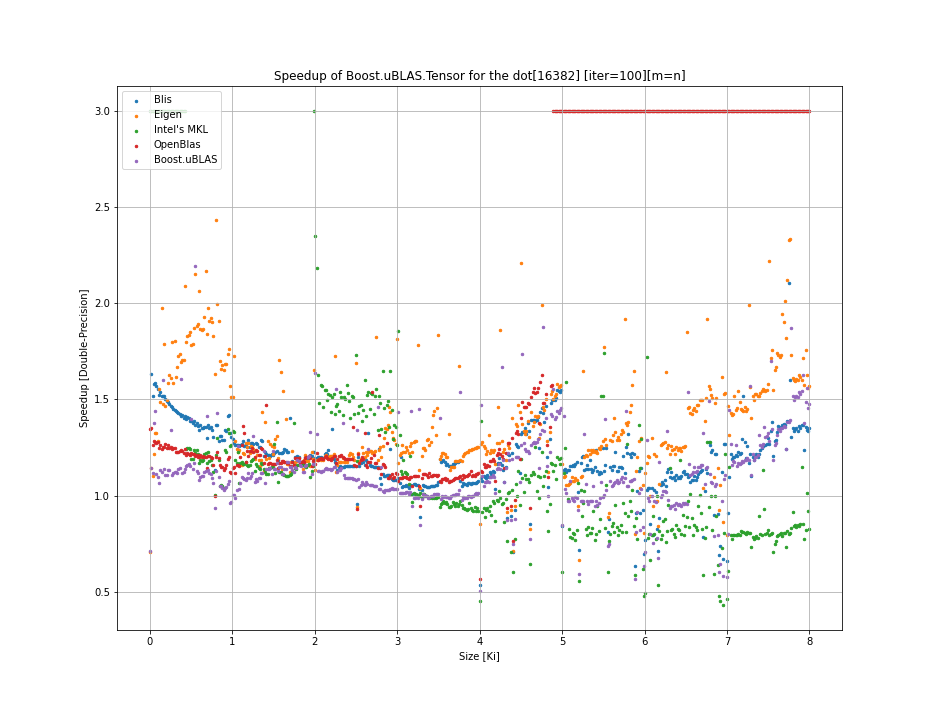 Speedup of Boost.uBLAS.Tensor for the dot[16382] [iter=100][m=n]
Blis
Eigen
Intel's MKL
OpenBlas
Boost.uBLAS
Speedup [Double-Precision]
3.0
2.5
2.0
1.5
1.0
0.5
0 1 2 3 4 5 6 7 8
Size [Ki]